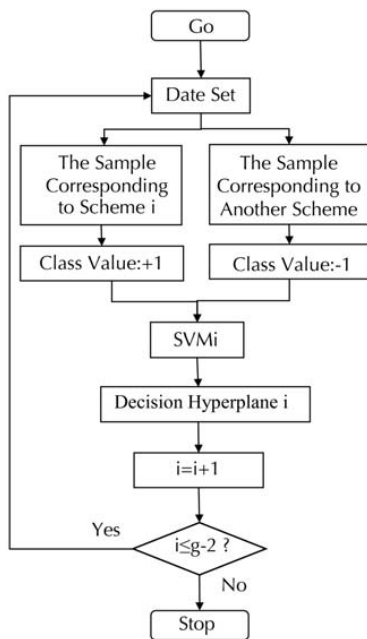 Go
Date Set
The Sample
Corresponding
to Scheme i
The Sample
Corresponding to
Another Scheme
Class Value:+1
Class Value:-1
SVMi
Decision Hyperplane i
i=i+1
Yes
i≤g-2 ?
No
Stop